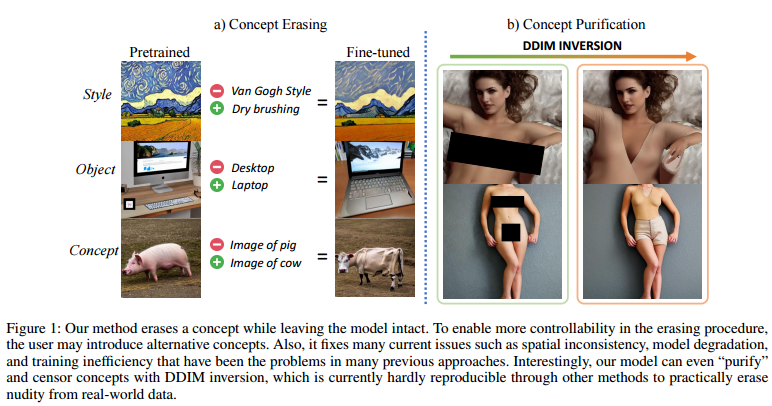 a) Concept Erasing
b) Concept Purification
DDIM INVERSION
Pretrained
Fine-tuned
Style
Van Gogh Style
Dry brushing
=
Object
Desktop
Laptop
=
Concept
Image of pig
Image of cow
=
Figure 1: Our method erases a concept while leaving the model intact. To enable more controllability in the erasing procedure,
the user may introduce alternative concepts. Also, it fixes many current issues such as spatial inconsistency, model degradation,
and training inefficiency that have been the problems in many previous approaches. Interestingly, our model can even “purify”
and censor concepts with DDIM inversion, which is currently hardly reproducible through other methods to practically erase
nudity from real-world data.